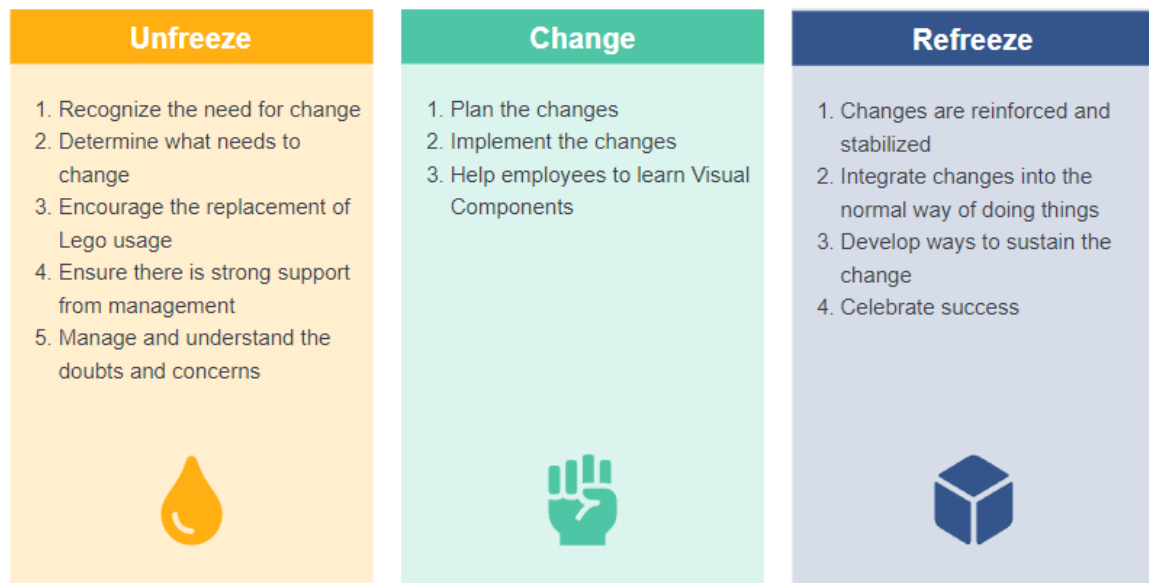 Unfreeze
1. Recognize the need for change
2. Determine what needs to
change
3. Encourage the replacement of
Lego usage
4. Ensure there is strong support
from management
5. Manage and understand the
doubts and concerns
Change
1. Plan the changes
2. Implement the changes
3. Help employees to learn Visual
Components
Refreeze
1. Changes are reinforced and
stabilized
2. Integrate changes into the
normal way of doing things
3. Develop ways to sustain the
change
4. Celebrate success